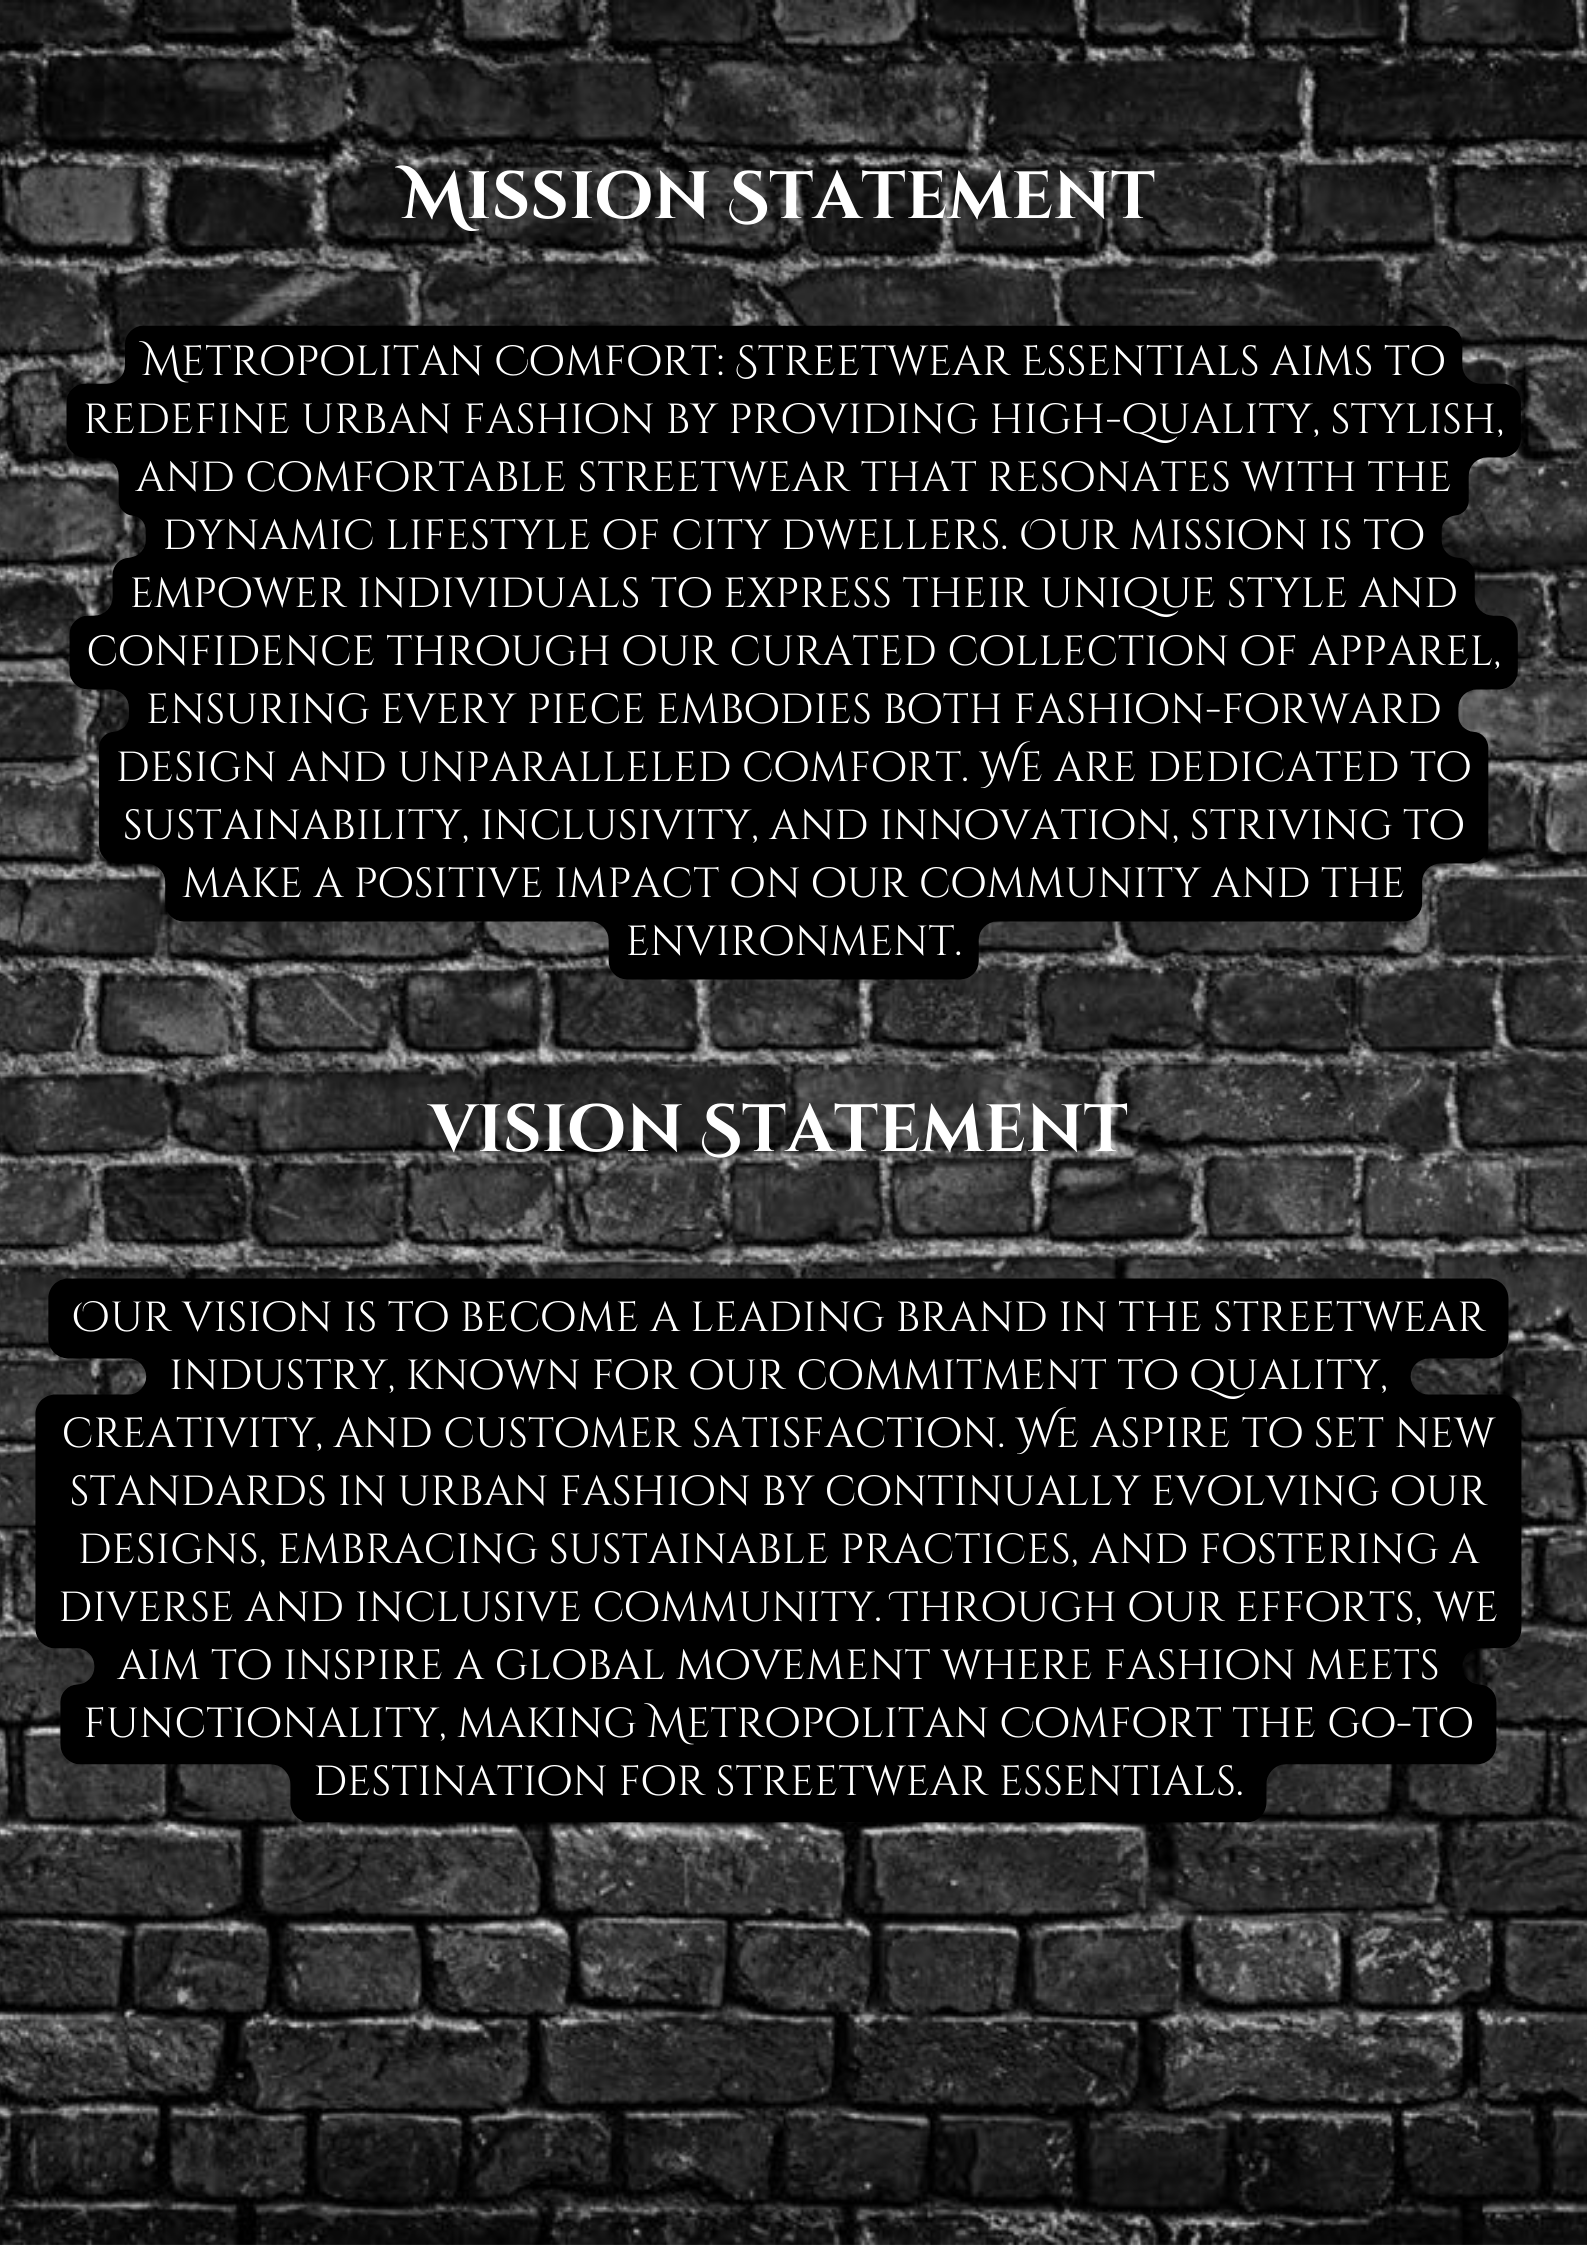 Mission Statement
Metropolitan Comfort: Streetwear Essentials aims to
redefine urban fashion by providing high-quality, stylish,
and comfortable streetwear that resonates with the
dynamic lifestyle of city dwellers. Our mission is to
empower individuals to express their unique style and
confidence through our curated collection of apparel,
ensuring every piece embodies both fashion-forward
design and unparalleled comfort. We are dedicated to
sustainability, inclusivity, and innovation, striving to
make a positive impact on our community and the
environment.
vision Statement
Our vision is to become a leading brand in the streetwear
industry, known for our commitment to quality,
creativity, and customer satisfaction. We aspire to set new
standards in urban fashion by continually evolving our
designs, embracing sustainable practices, and fostering a
diverse and inclusive community. Through our efforts, we
aim to inspire a global movement where fashion meets
functionality, making Metropolitan Comfort the go-to
destination for streetwear essentials.